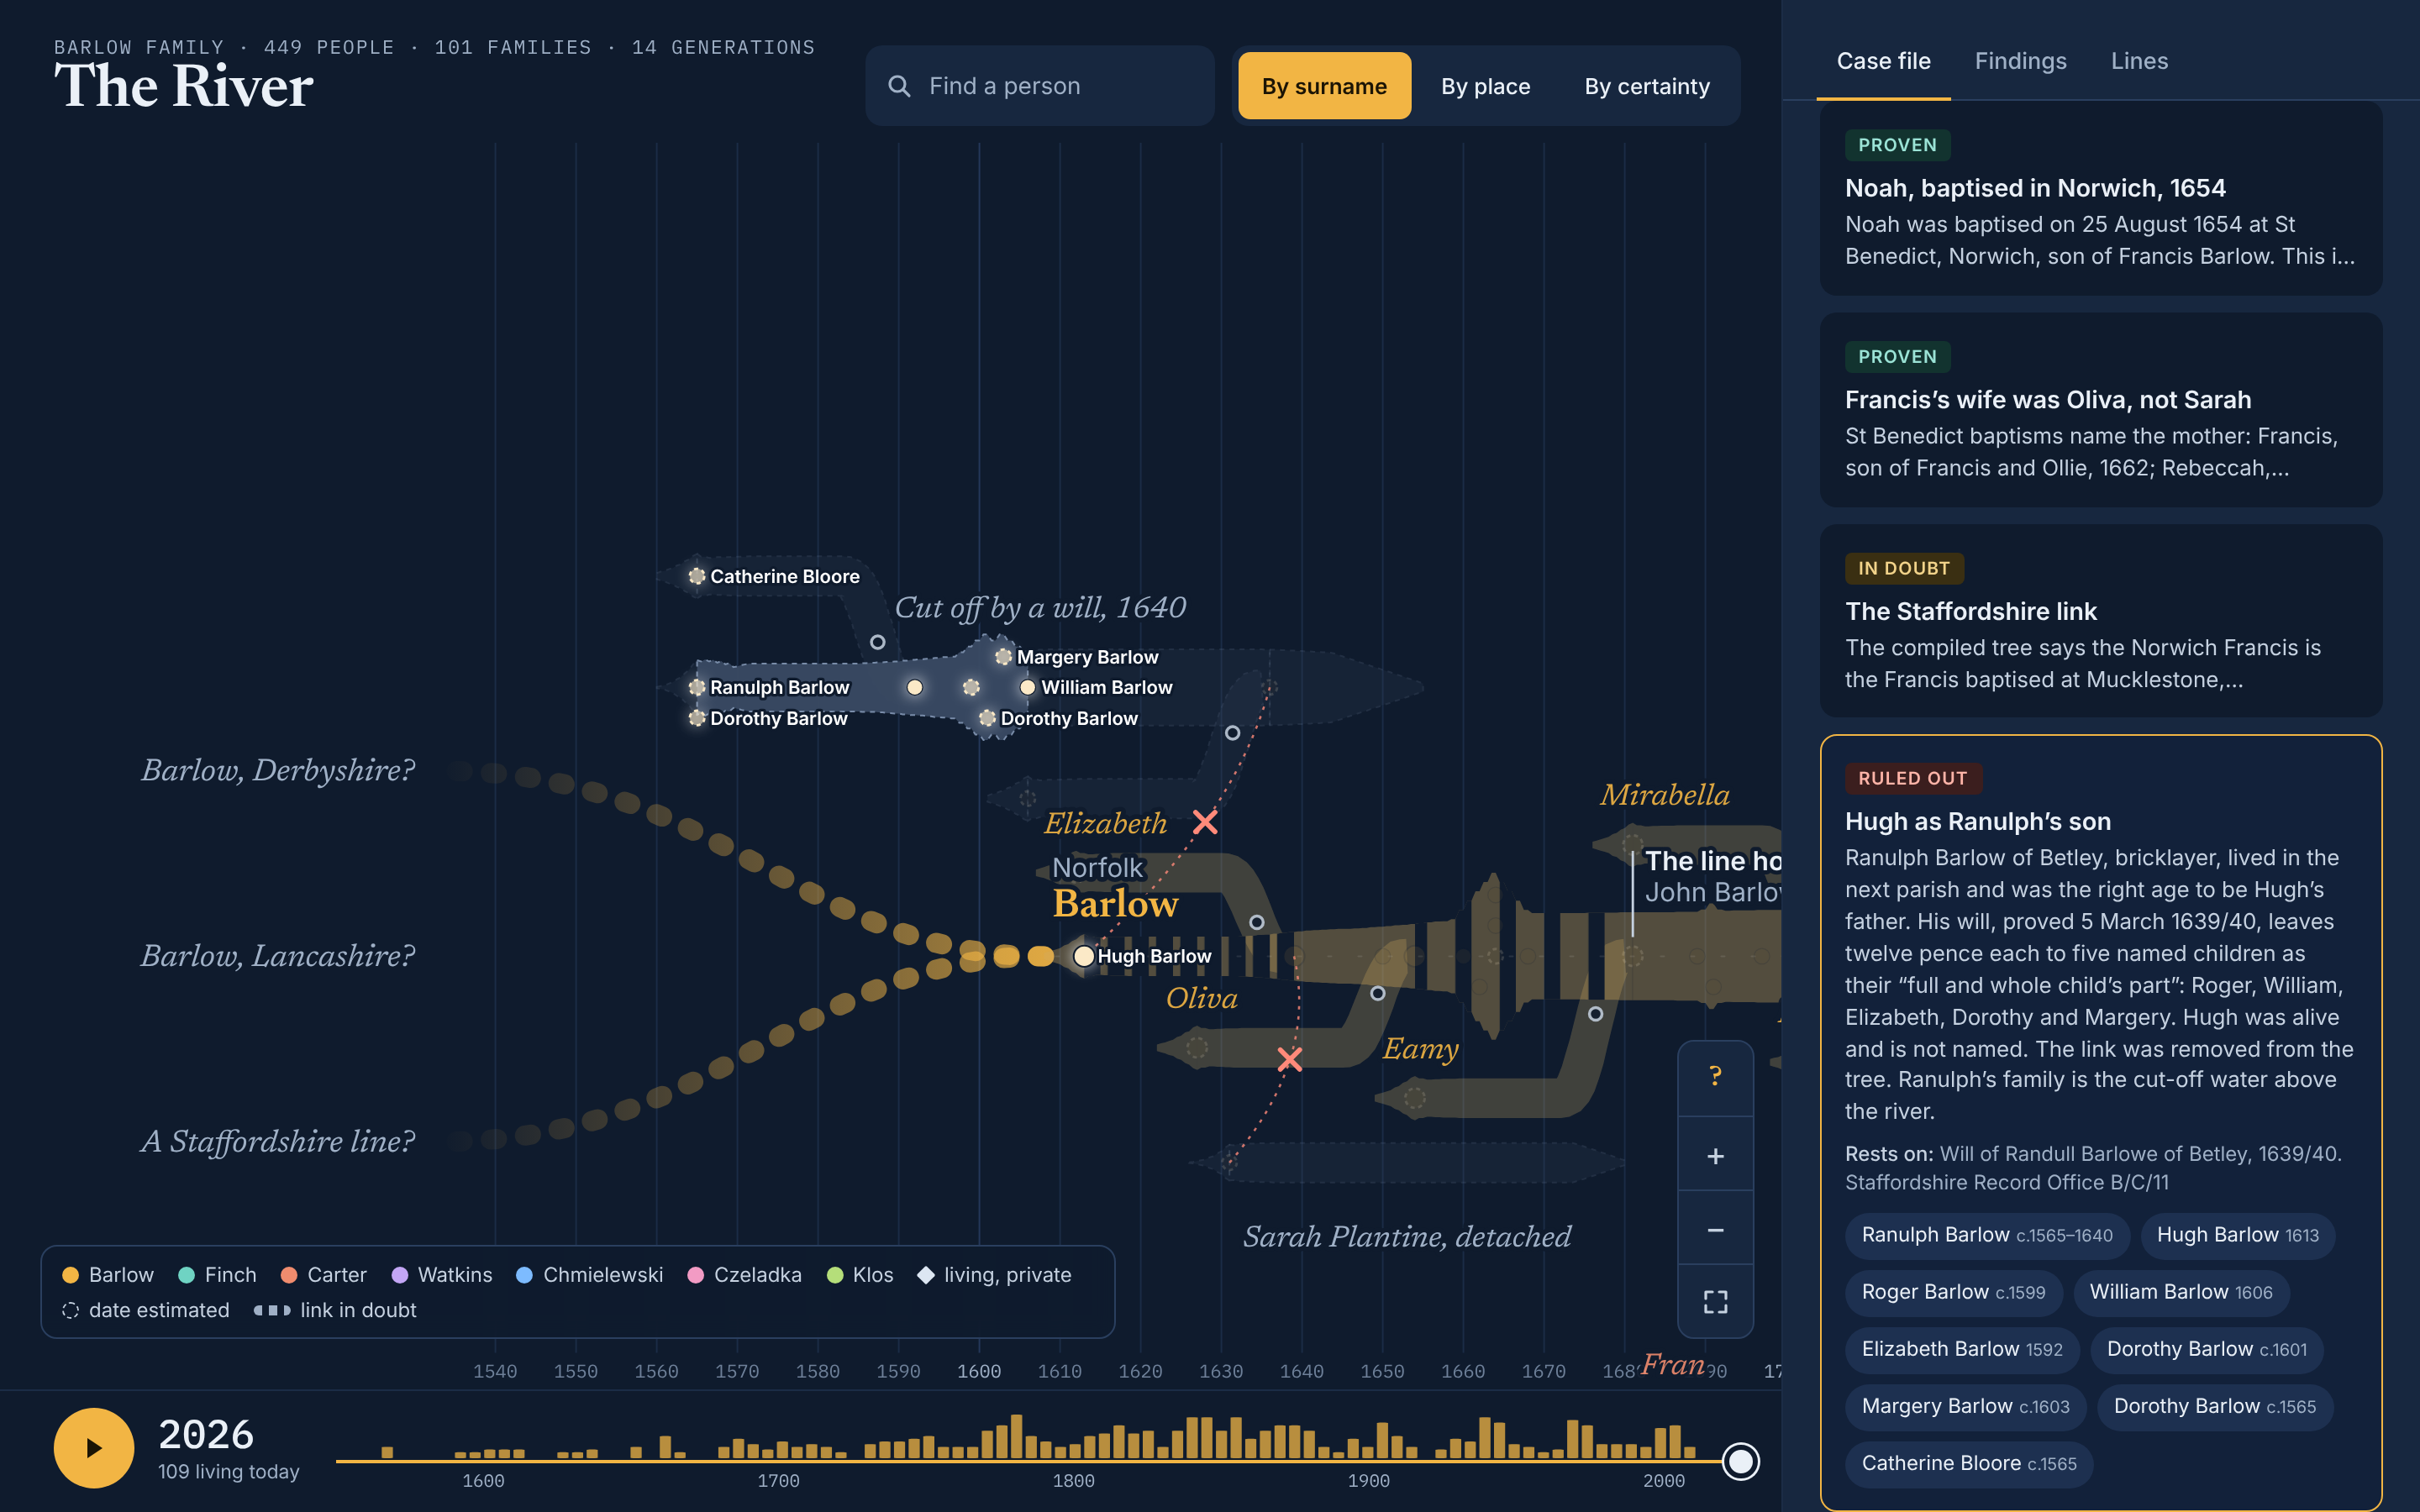 BARLOW FAMILY · 449 PEOPLE · 101 FAMILIES · 14 GENERATIONS
The River
Find a person
By surname
By place
By certainty
Catherine Bloore
Cut off by a will, 1640
Margery Barlow
Ranulph Barlow
William Barlow
Dorothy Barlow
Dorothy Barlow
Barlow, Derbyshire?
Mirabella
Elizabeth
The line ho
Norfolk
John Barlow
Barlow
Barlow, Lancashire?
Hugh Barlow
Oliva
Eamy
A Staffordshire line?
Sarah Plantine, detached
?
+
−
Barlow
Finch
Carter
Watkins
Chmielewski
Czeladka
Klos
living, private
date estimated
link in doubt
1540 1550 1560 1570 1580 1590 1600 1610 1620 1630 1640 1650 1660 1670 168 Fran 90 17
2026
109 living today
1600 1700 1800 1900 2000
Case file
Findings
Lines
PROVEN
Noah, baptised in Norwich, 1654
Noah was baptised on 25 August 1654 at St
Benedict, Norwich, son of Francis Barlow. This i...
PROVEN
Francis’s wife was Oliva, not Sarah
St Benedict baptisms name the mother: Francis,
son of Francis and Ollie, 1662; Rebeccah,...
IN DOUBT
The Staffordshire link
The compiled tree says the Norwich Francis is
the Francis baptised at Mucklestone,...
RULED OUT
Hugh as Ranulph’s son
Ranulph Barlow of Betley, bricklayer, lived in the
next parish and was the right age to be Hugh’s
father. His will, proved 5 March 1639/40, leaves
twelve pence each to five named children as
their “full and whole child’s part”: Roger, William,
Elizabeth, Dorothy and Margery. Hugh was alive
and is not named. The link was removed from the
tree. Ranulph’s family is the cut-off water above
the river.
Rests on: Will of Randull Barlowe of Betley, 1639/40.
Staffordshire Record Office B/C/11
Ranulph Barlow c.1565–1640
Hugh Barlow 1613
Roger Barlow c.1599
William Barlow 1606
Elizabeth Barlow 1592
Dorothy Barlow c.1601
Margery Barlow c.1603
Dorothy Barlow c.1565
Catherine Bloore c.1565